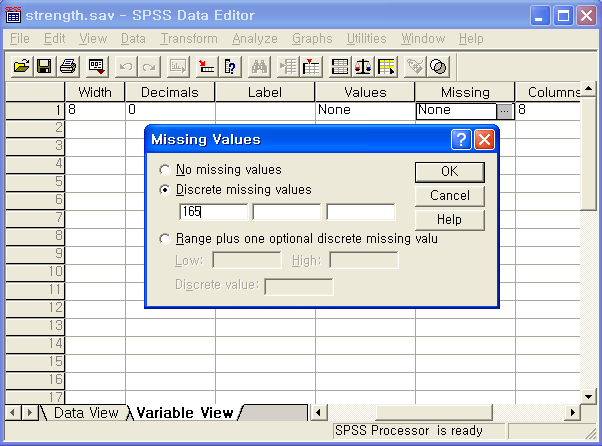 strength.sav - SPSS Data Editor
File Edit View Data Transform Analyze Graphs Utilities Window Help
Width Decimals Label Values Missing Columns
1 8 0 None None ... 8
2
3
4
5
6
7
8
9
10
11
12
13
14
15
16
17
Missing Values
No missing values
Discrete missing values
165
Range plus one optional discrete missing valu
Low: High:
Discrete value:
OK
Cancel
Help
Data View Variable View
SPSS Processor is ready